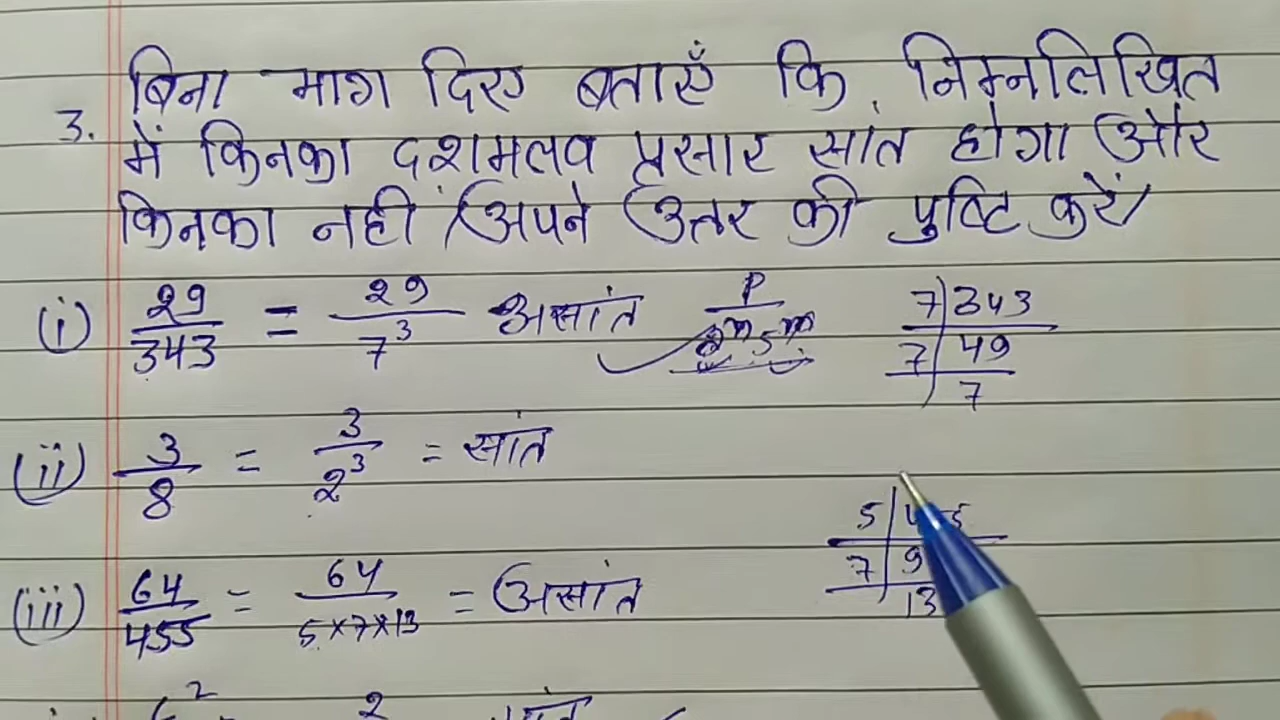 3. बिना भाग दिए बताएँ कि निम्नलिखित
में किनका दशमलव प्रसार सांत होगा और
किनका नहीं। अपने उत्तर की पुष्टि करें।
(i) 29/343 = 29/7³ असांत p/2ᵐ5ⁿ
7|343
7|49
7
(ii) 3/8 = 3/2³ = सांत
(iii) 64/455 = 64/5×7×13 = असांत
5|
7|9
13